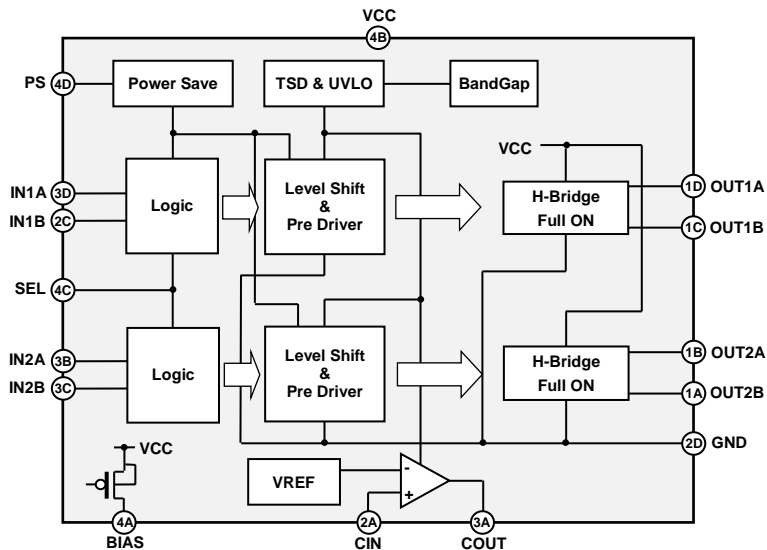 VCC
4B
PS
4D
Power Save
TSD & UVLO
BandGap
VCC
IN1A
3D
IN1B
2C
Logic
Level Shift
&
Pre Driver
H-Bridge
Full ON
1D
OUT1A
1C
OUT1B
SEL
4C
IN2A
3B
IN2B
3C
Logic
Level Shift
&
Pre Driver
H-Bridge
Full ON
1B
OUT2A
1A
OUT2B
2D
GND
VCC
VREF
-
+
4A
BIAS
2A
CIN
3A
COUT